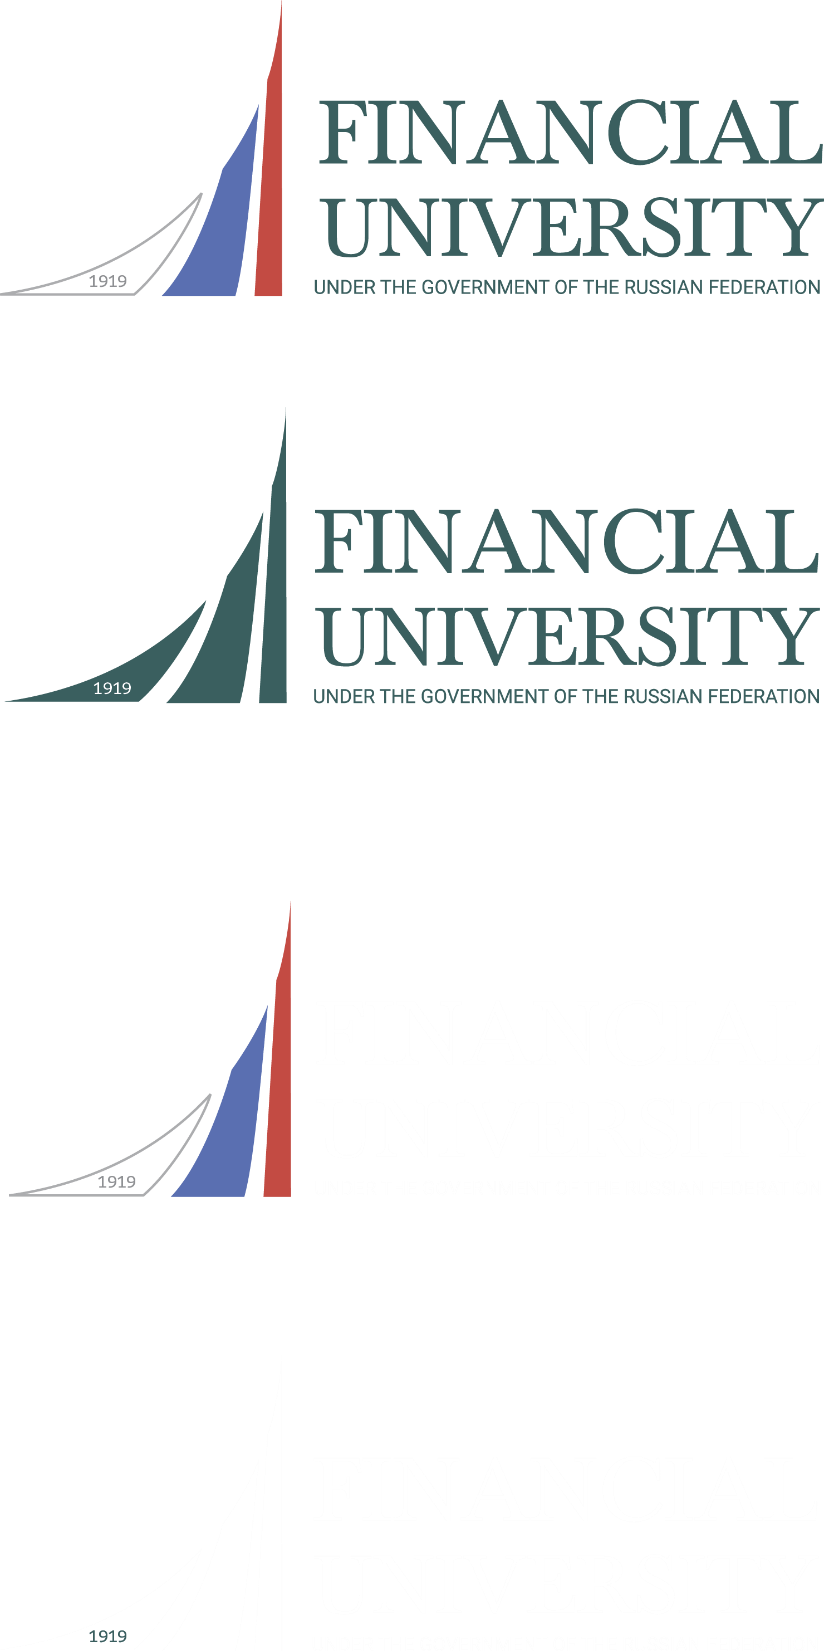 FINANCIAL
UNIVERSITY
1919
UNDER THE GOVERNMENT OF THE RUSSIAN FEDERATION
FINANCIAL
UNIVERSITY
1919
UNDER THE GOVERNMENT OF THE RUSSIAN FEDERATION
1919
1919